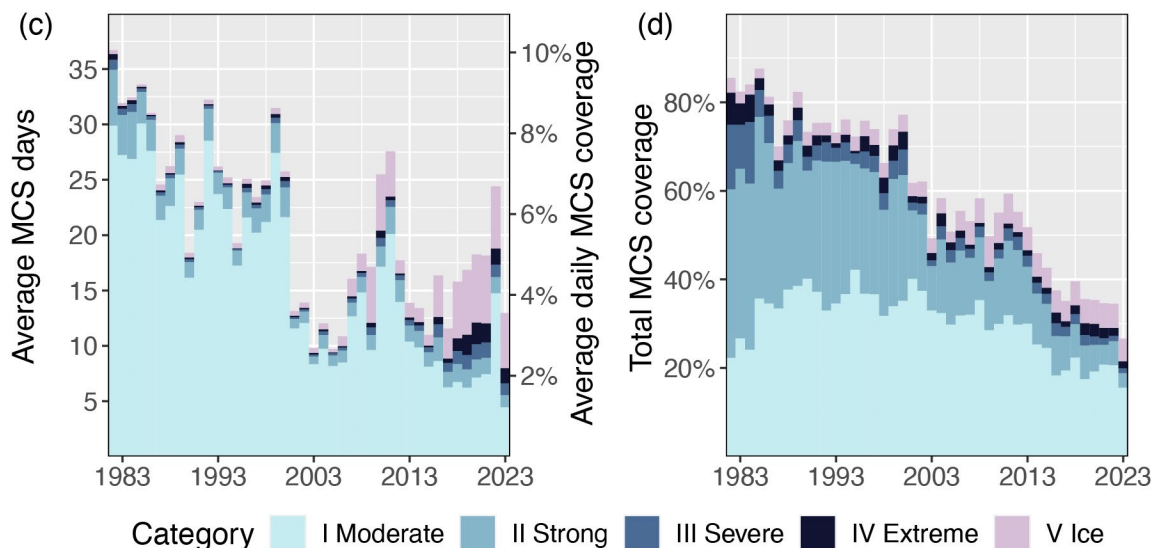 (c)
Average MCS days
35
30
25
20
15
10
5
10%
8%
6%
4%
2%
Average daily MCS coverage
1983 1993 2003 2013 2023
(d)
Total MCS coverage
80%
60%
40%
20%
1983 1993 2003 2013 2023
Category I Moderate II Strong III Severe IV Extreme V Ice